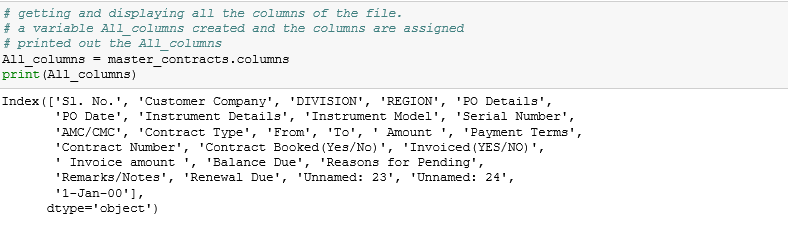 # getting and displaying all the columns of the file.
# a variable All_columns created and the columns are assigned
# printed out the All_columns
All_columns = master_contracts.columns
print(All_columns)
Index(['Sl. No.', 'Customer Company', 'DIVISION', 'REGION', 'PO Details',
'PO Date', 'Instrument Details', 'Instrument Model', 'Serial Number',
'AMC/CMC', 'Contract Type', 'From', 'To', ' Amount ', 'Payment Terms',
'Contract Number', 'Contract Booked(Yes/No)', 'Invoiced(YES/NO)',
' Invoice amount ', 'Balance Due', 'Reasons for Pending',
'Remarks/Notes', 'Renewal Due', 'Unnamed: 23', 'Unnamed: 24',
'1-Jan-00'],
dtype='object')